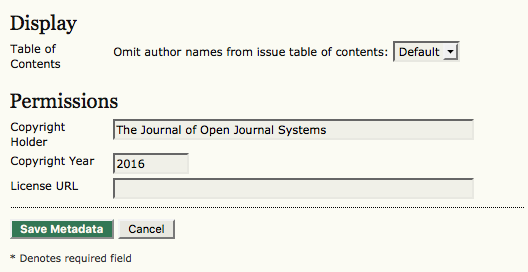 Display
Table of Contents
Omit author names from issue table of contents: Default
Permissions
Copyright Holder
The Journal of Open Journal Systems
Copyright Year
2016
License URL
Save Metadata
Cancel
* Denotes required field